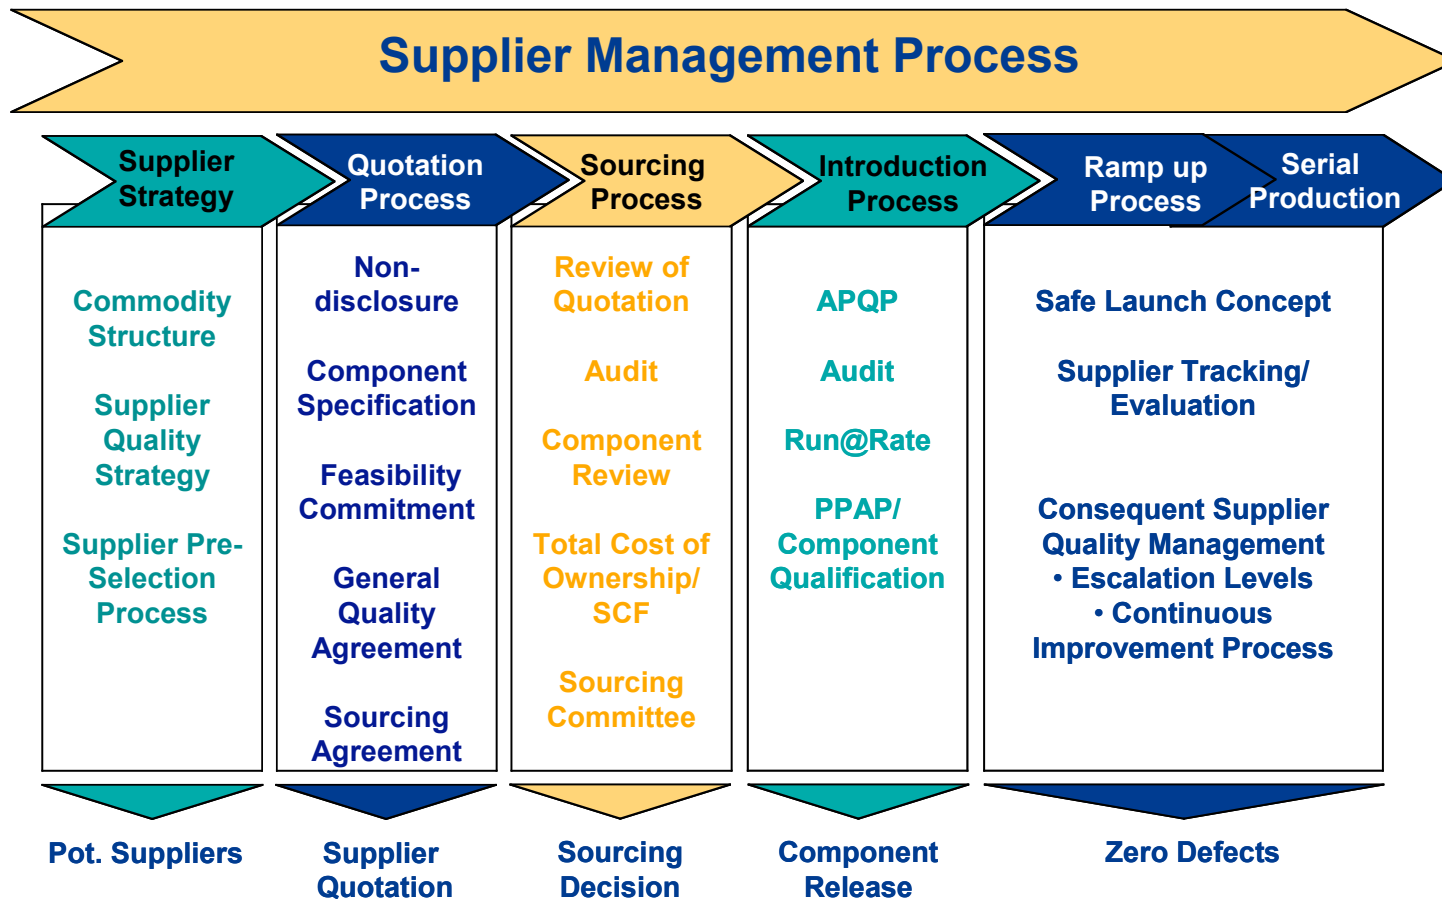 Supplier Management Process
Supplier
Strategy
Quotation
Process
Sourcing
Process
Introduction
Process
Ramp up
Process
Serial
Production
Commodity
Structure
Supplier
Quality
Strategy
Supplier Pre-
Selection
Process
Non-
disclosure
Component
Specification
Feasibility
Commitment
General
Quality
Agreement
Sourcing
Agreement
Review of
Quotation
Audit
Component
Review
Total Cost of
Ownership/
SCF
Sourcing
Committee
APQP
Audit
Run@Rate
PPAP/
Component
Qualification
Safe Launch Concept
Supplier Tracking/
Evaluation
Consequent Supplier
Quality Management
• Escalation Levels
• Continuous
Improvement Process
Pot. Suppliers
Supplier
Quotation
Sourcing
Decision
Component
Release
Zero Defects